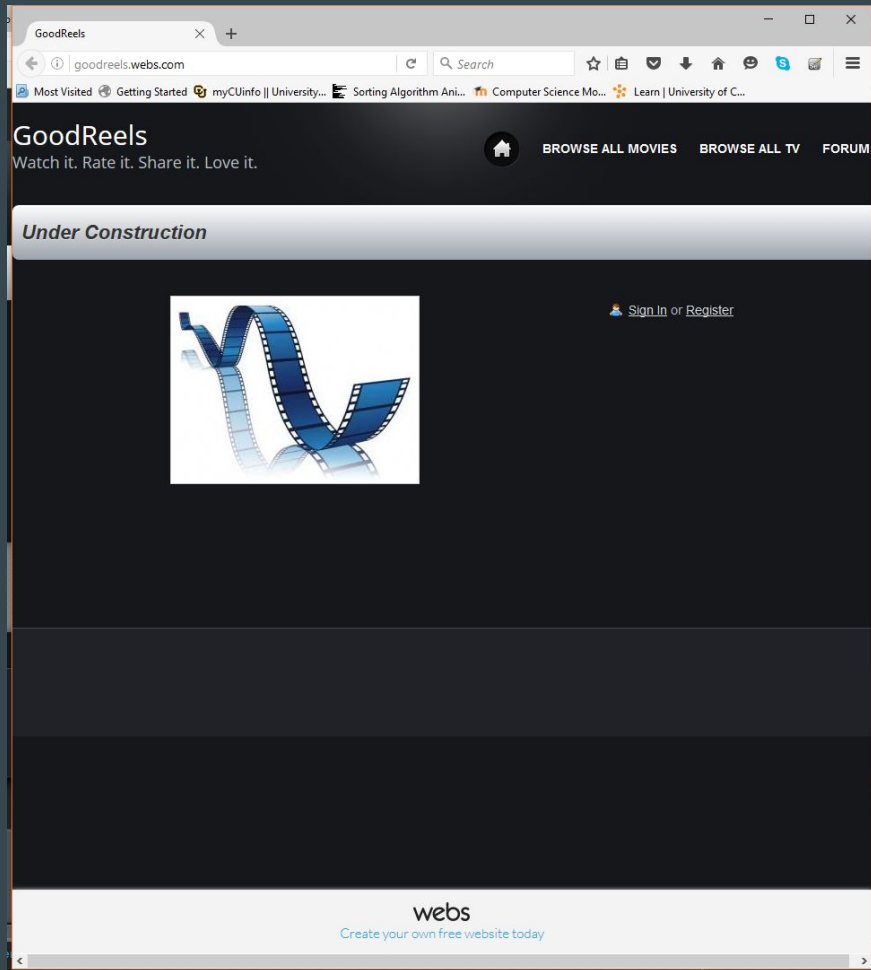 GoodReels
goodreels.webs.com
Search
Most Visited Getting Started myCUinfo || University... Sorting Algorithm Ani... Computer Science Mo... Learn | University of C...
GoodReels
Watch it. Rate it. Share it. Love it.
BROWSE ALL MOVIES BROWSE ALL TV FORUM
Under Construction
Sign In or Register
webs
Create your own free website today